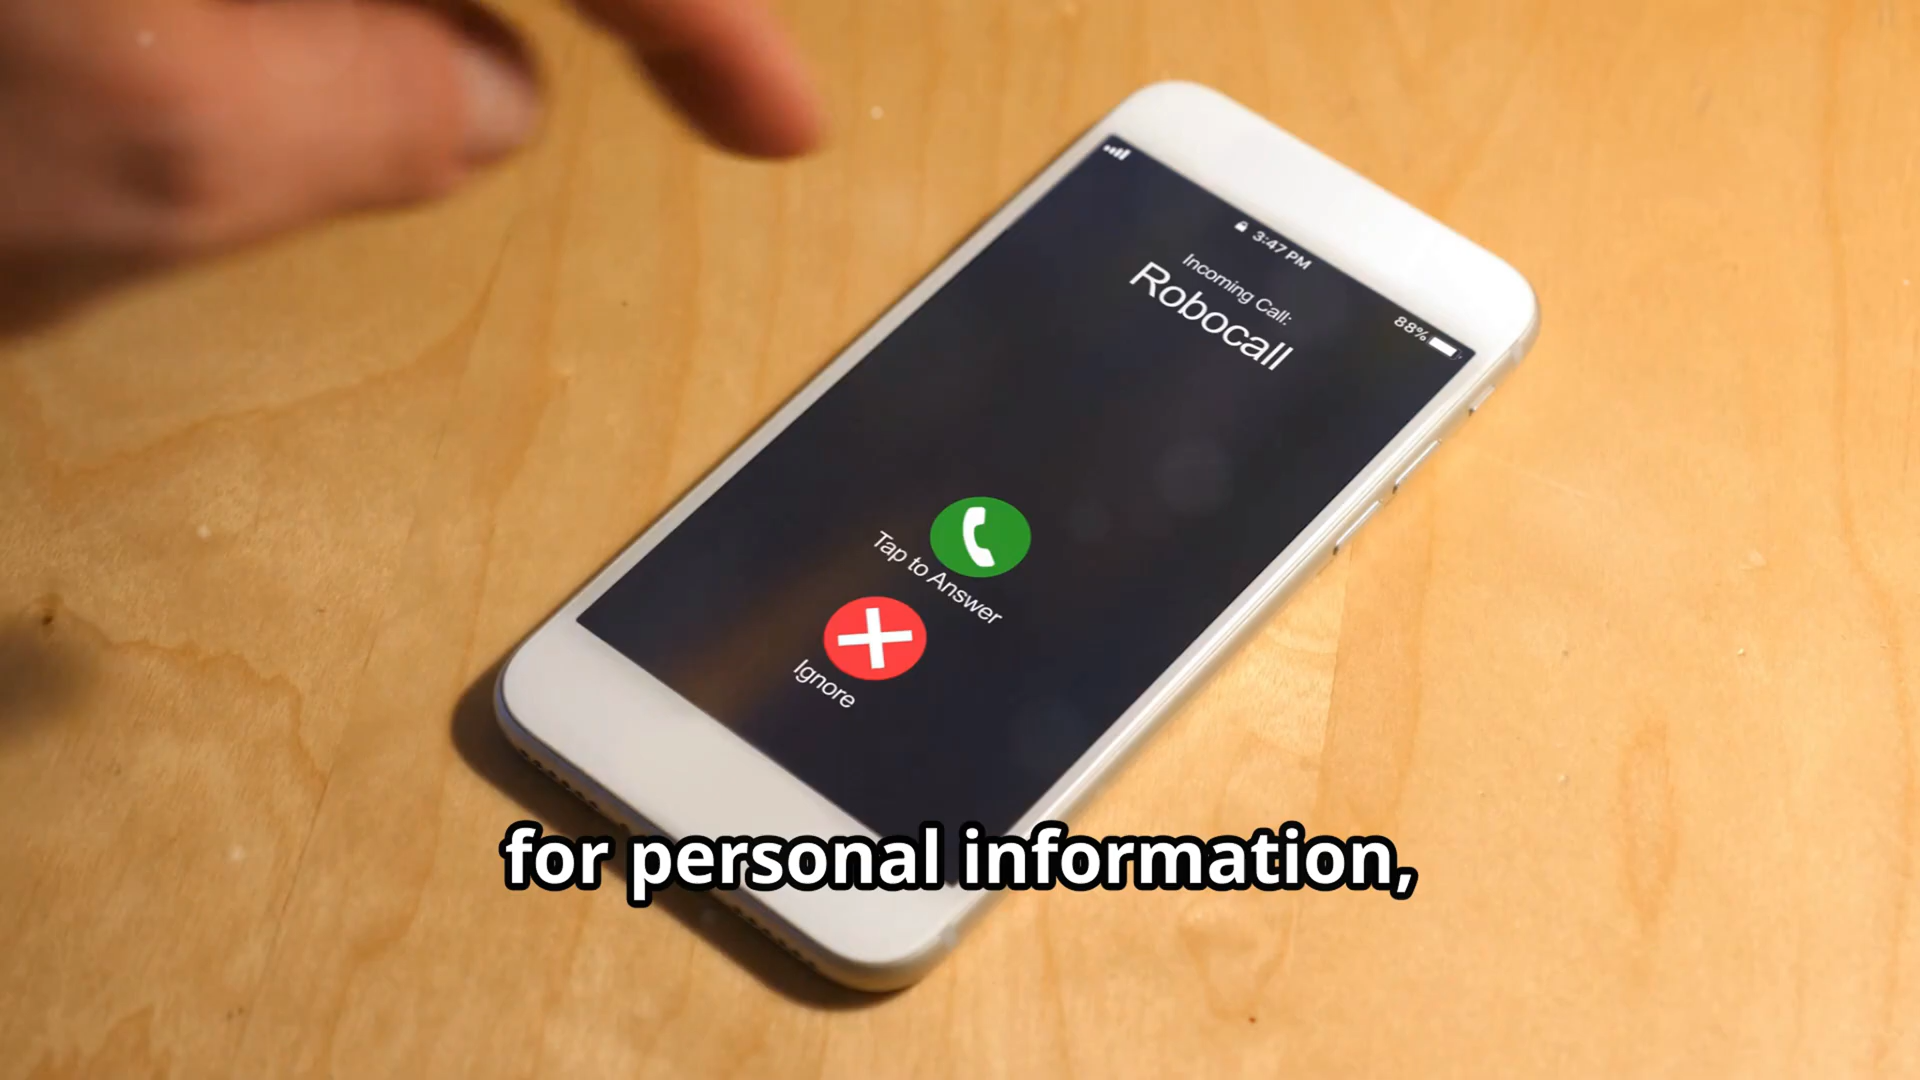 3:47 PM
88%
Incoming Call:
Robocall
Tap to Answer
Ignore
for personal information,